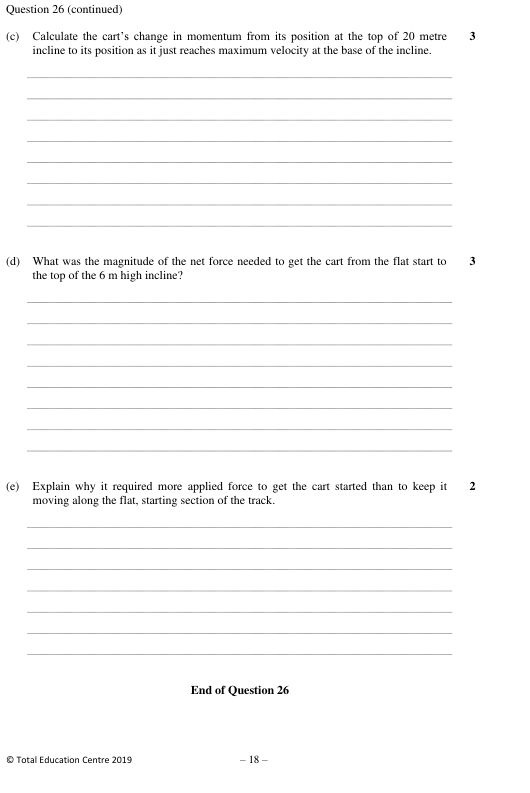 Question 26 (continued)
(c) Calculate the cart's change in momentum from its position at the top of 20 metre 3
incline to its position as it just reaches maximum velocity at the base of the incline.
(d) What was the magnitude of the net force needed to get the cart from the flat start to 3
the top of the 6 m high incline?
(e) Explain why it required more applied force to get the cart started than to keep it 2
moving along the flat, starting section of the track.
End of Question 26
© Total Education Centre 2019 – 18 –